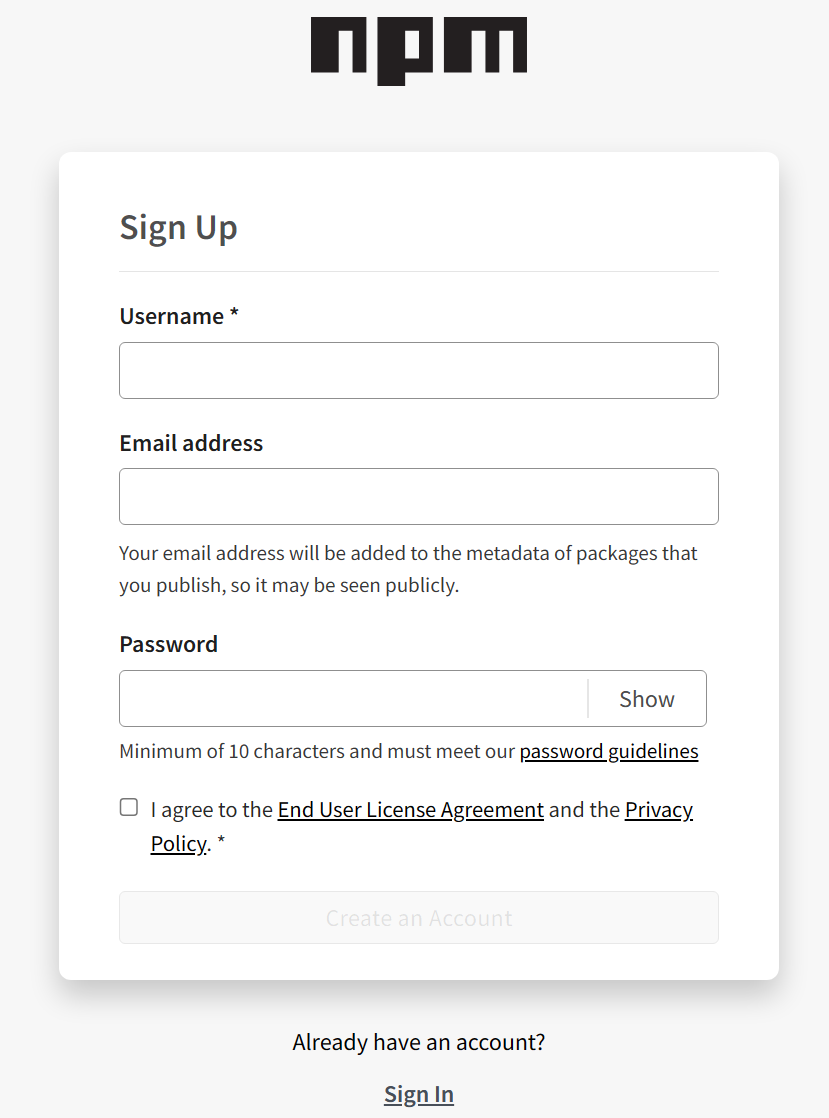 npm
Sign Up
Username *
Email address
Your email address will be added to the metadata of packages that
you publish, so it may be seen publicly.
Password
Show
Minimum of 10 characters and must meet our password guidelines
I agree to the End User License Agreement and the Privacy
Policy. *
Create an Account
Already have an account?
Sign In